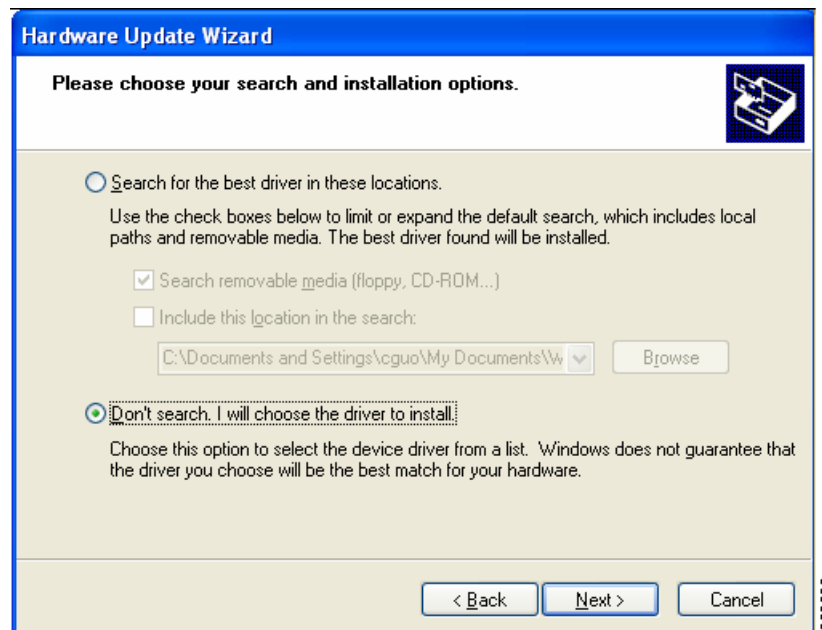 Hardware Update Wizard
Please choose your search and installation options.
Search for the best driver in these locations.
Use the check boxes below to limit or expand the default search, which includes local
paths and removable media. The best driver found will be installed.
Search removable media (floppy, CD-ROM...)
Include this location in the search:
C:\Documents and Settings\cguo\My Documents\W
Browse
Don't search. I will choose the driver to install.
Choose this option to select the device driver from a list. Windows does not guarantee that
the driver you choose will be the best match for your hardware.
< Back
Next >
Cancel